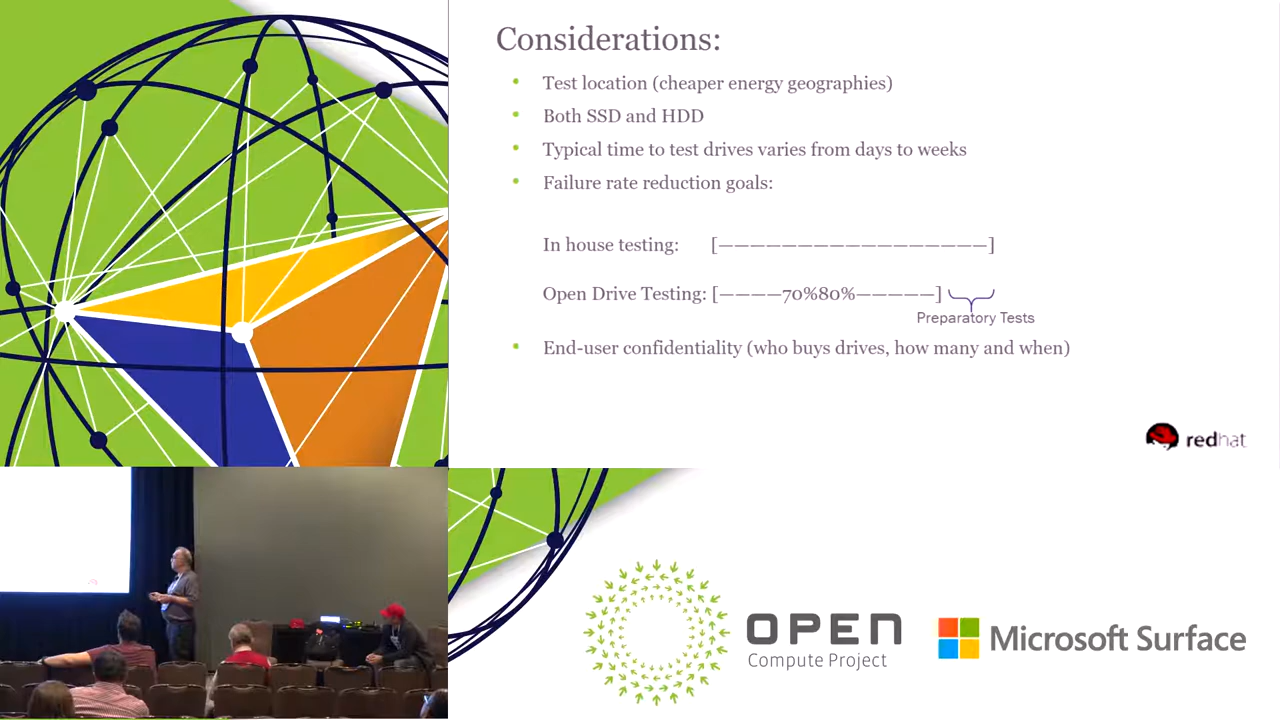 Considerations:
• Test location (cheaper energy geographies)
• Both SSD and HDD
• Typical time to test drives varies from days to weeks
• Failure rate reduction goals:
In house testing: [—————————————————]
Open Drive Testing: [————70%80%—————]
Preparatory Tests
• End-user confidentiality (who buys drives, how many and when)
redhat
OPEN
Compute Project
Microsoft Surface